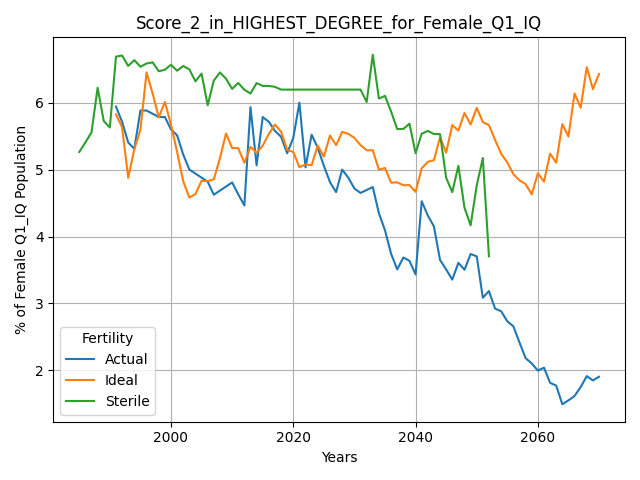 Score_2_in_HIGHEST_DEGREE_for_Female_Q1_IQ
% of Female Q1_IQ Population
6
5
4
3
2
Fertility
Actual
Ideal
Sterile
2000 2020 2040 2060
Years